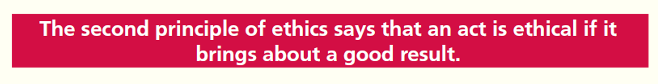 The second principle of ethics says that an act is ethical if it
brings about a good result.